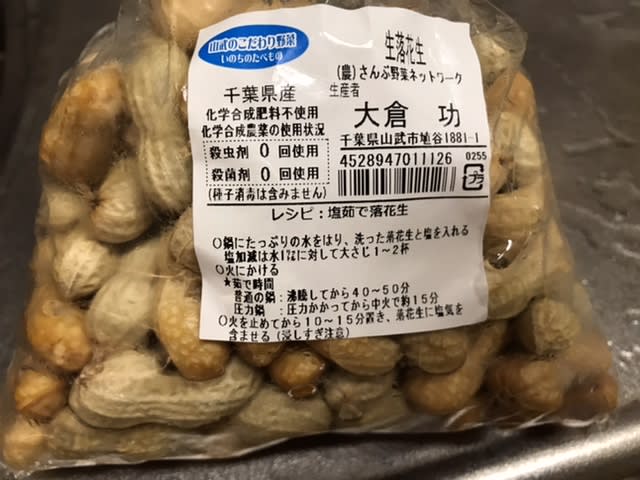 山武のこだわり野菜
いのちのたべもの
生落花生
(農)さんぶ野菜ネットワーク
千葉県産
生産者
化学合成肥料不使用
大倉 功
化学合成農薬の使用状況
千葉県山武市埴谷1881-1
殺虫剤 0 回使用
殺菌剤 0 回使用
(種子消毒は含みません)
4528947011126
0255
プラ
レシピ:塩茹で落花生
○鍋にたっぷりの水をはり、洗った落花生と塩を入れる
塩加減は水1㍑に対して大さじ1~2杯
○火にかける
★茹で時間
普通の鍋:沸騰してから40~50分
圧力鍋 :圧力かかってから中火で約15分
○火を止めてから10~15分置き、落花生に塩気を
含ませる(浸しすぎ注意)